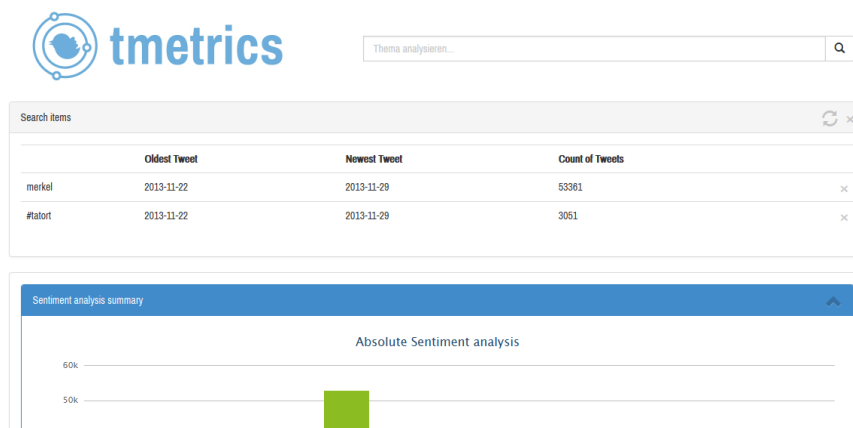 tmetrics
Thema analysieren...
Search items
Oldest Tweet Newest Tweet Count of Tweets
merkel 2013-11-22 2013-11-29 53361
#tatort 2013-11-22 2013-11-29 3051
Sentiment analysis summary
Absolute Sentiment analysis
60k
50k